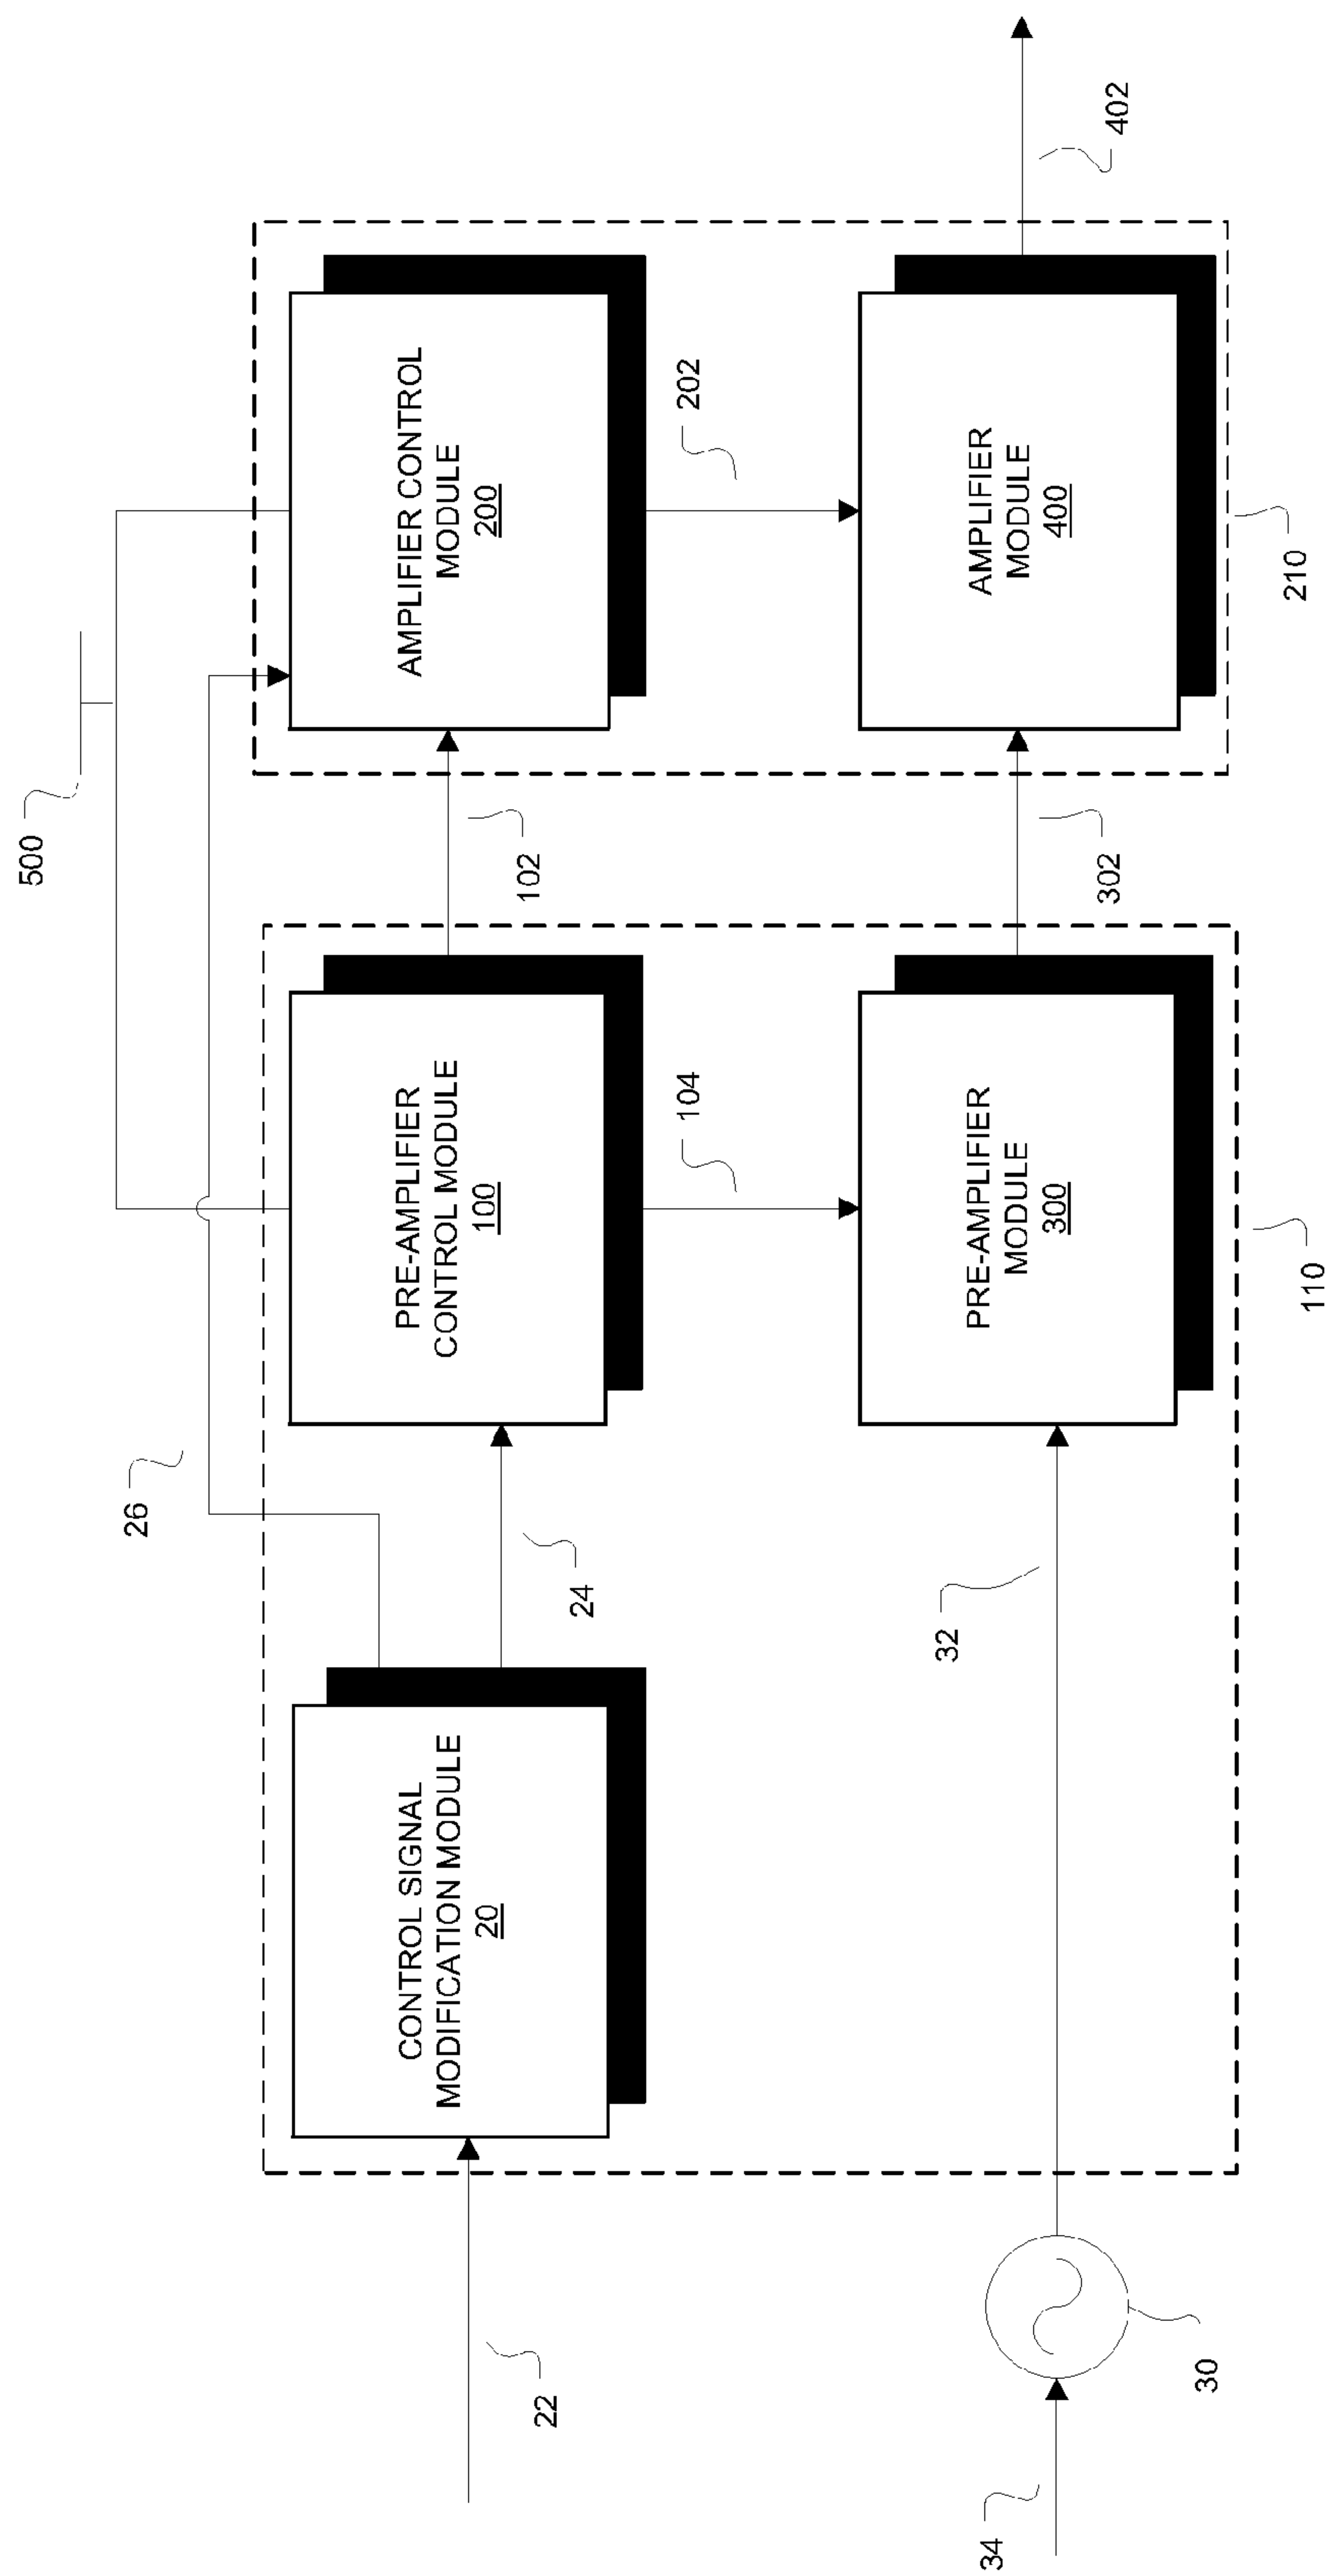 500
26
CONTROL SIGNAL
MODIFICATION MODULE
20
PRE-AMPLIFIER
CONTROL MODULE
100
AMPLIFIER CONTROL
MODULE
200
22
24
102
104
202
402
32
PRE-AMPLIFIER
MODULE
300
AMPLIFIER
MODULE
400
34
30
302
110
210